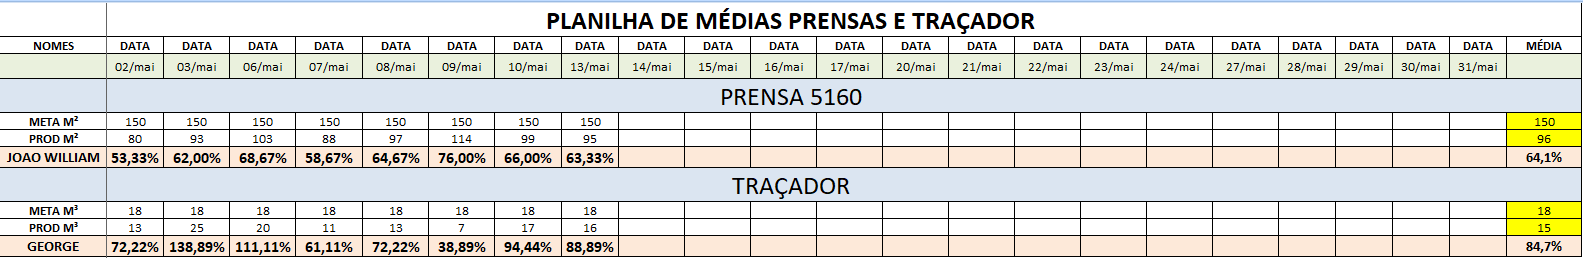 PLANILHA DE MÉDIAS PRENSAS E TRAÇADOR
NOMES DATA DATA DATA DATA DATA DATA DATA DATA DATA DATA DATA DATA DATA DATA DATA DATA DATA DATA DATA DATA DATA MÉDIA
02/mai 03/mai 06/mai 07/mai 08/mai 09/mai 10/mai 13/mai 14/mai 15/mai 16/mai 17/mai 20/mai 21/mai 22/mai 23/mai 24/mai 27/mai 28/mai 29/mai 30/mai 31/mai
PRENSA 5160
META M² 150 150 150 150 150 150 150 150 150
PROD M² 80 93 103 88 97 114 99 95 96
JOAO WILLIAM 53,33% 62,00% 68,67% 58,67% 64,67% 76,00% 66,00% 63,33% 64,1%
TRAÇADOR
META M³ 18 18 18 18 18 18 18 18 18
PROD M³ 13 25 20 11 13 7 17 16 15
GEORGE 72,22% 138,89% 111,11% 61,11% 72,22% 38,89% 94,44% 88,89% 84,7%